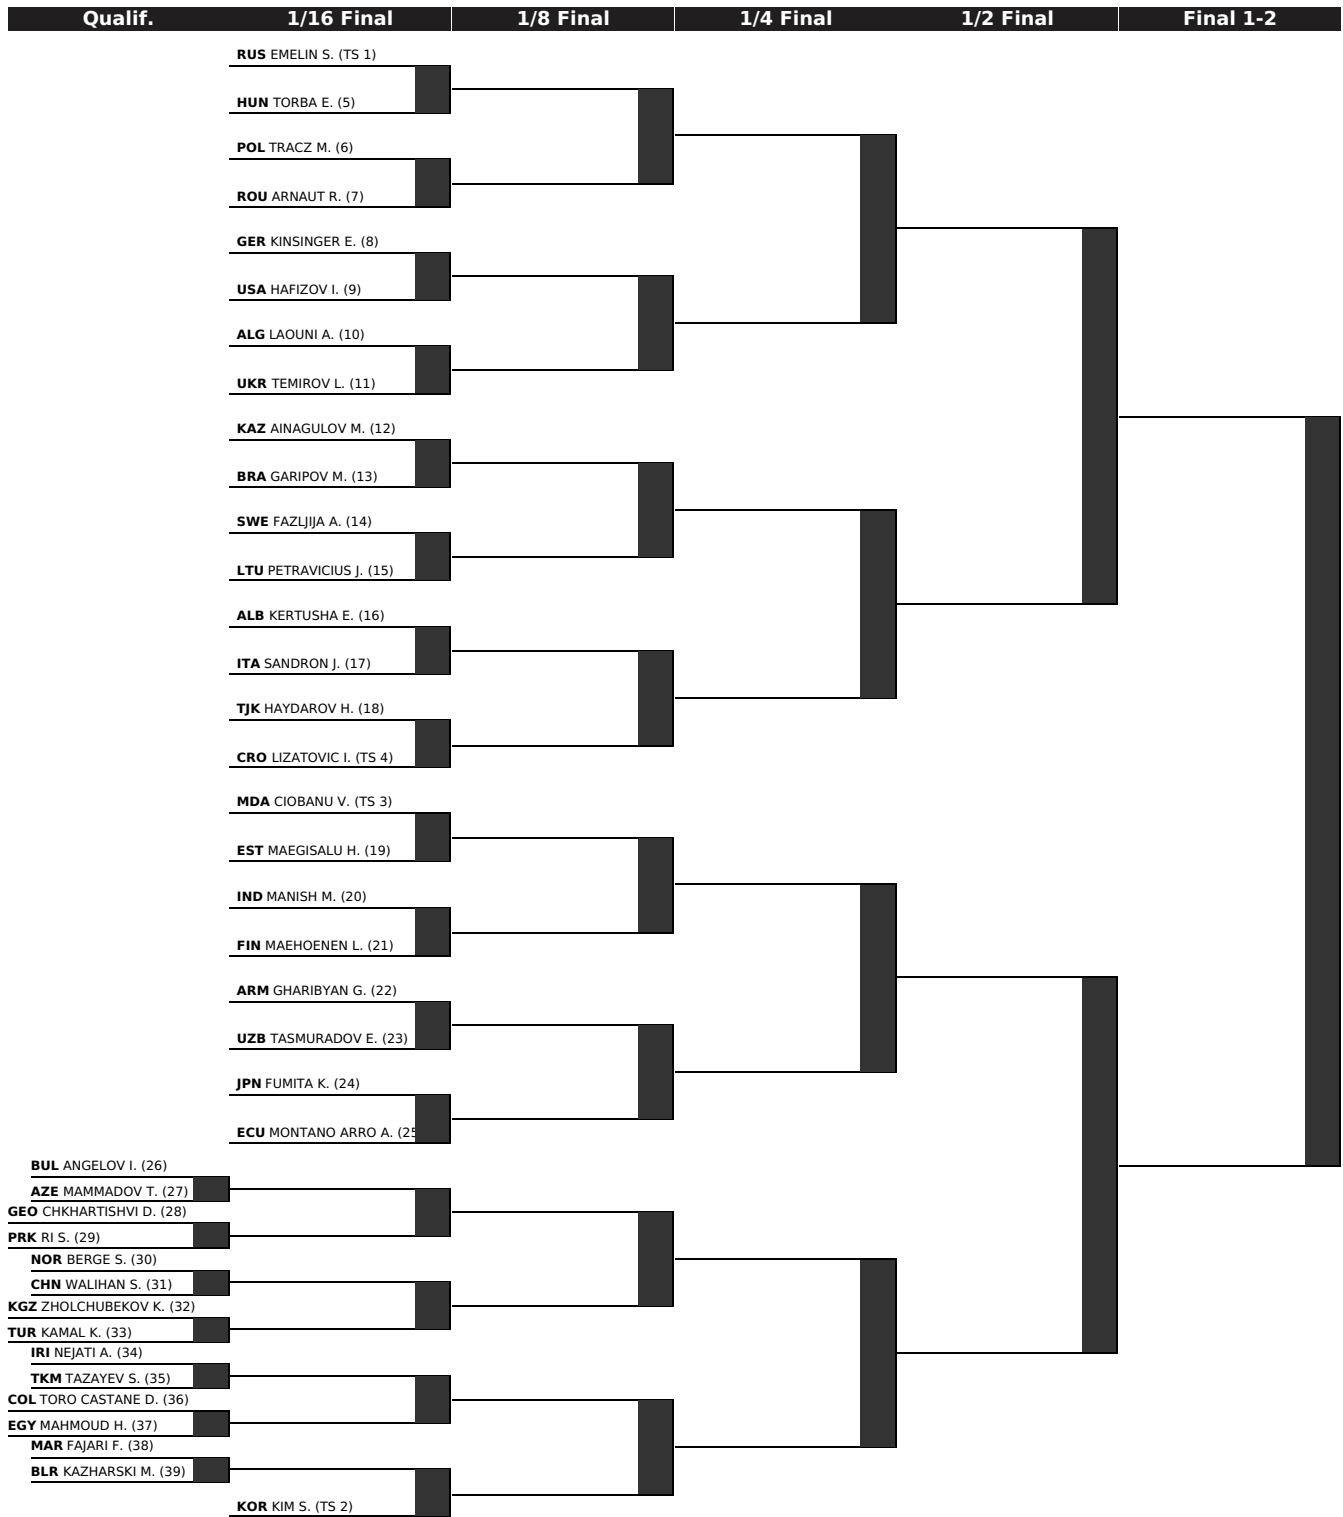 Qualif. 1/16 Final 1/8 Final 1/4 Final 1/2 Final Final 1-2
RUS EMELIN S. (TS 1)
HUN TORBA E. (5)
POL TRACZ M. (6)
ROU ARNAUT R. (7)
GER KINSINGER E. (8)
USA HAFIZOV I. (9)
ALG LAOUNI A. (10)
UKR TEMIROV L. (11)
KAZ AINAGULOV M. (12)
BRA GARIPOV M. (13)
SWE FAZLJIJA A. (14)
LTU PETRAVICIUS J. (15)
ALB KERTUSHA E. (16)
ITA SANDRON J. (17)
TJK HAYDAROV H. (18)
CRO LIZATOVIC I. (TS 4)
MDA CIOBANU V. (TS 3)
EST MAEGISALU H. (19)
IND MANISH M. (20)
FIN MAEHOENEN L. (21)
ARM GHARIBYAN G. (22)
UZB TASMURADOV E. (23)
JPN FUMITA K. (24)
ECU MONTANO ARRO A. (25
BUL ANGELOV I. (26)
AZE MAMMADOV T. (27)
GEO CHKHARTISHVI D. (28)
PRK RI S. (29)
NOR BERGE S. (30)
CHN WALIHAN S. (31)
KGZ ZHOLCHUBEKOV K. (32)
TUR KAMAL K. (33)
IRI NEJATI A. (34)
TKM TAZAYEV S. (35)
COL TORO CASTANE D. (36)
EGY MAHMOUD H. (37)
MAR FAJARI F. (38)
BLR KAZHARSKI M. (39)
KOR KIM S. (TS 2)